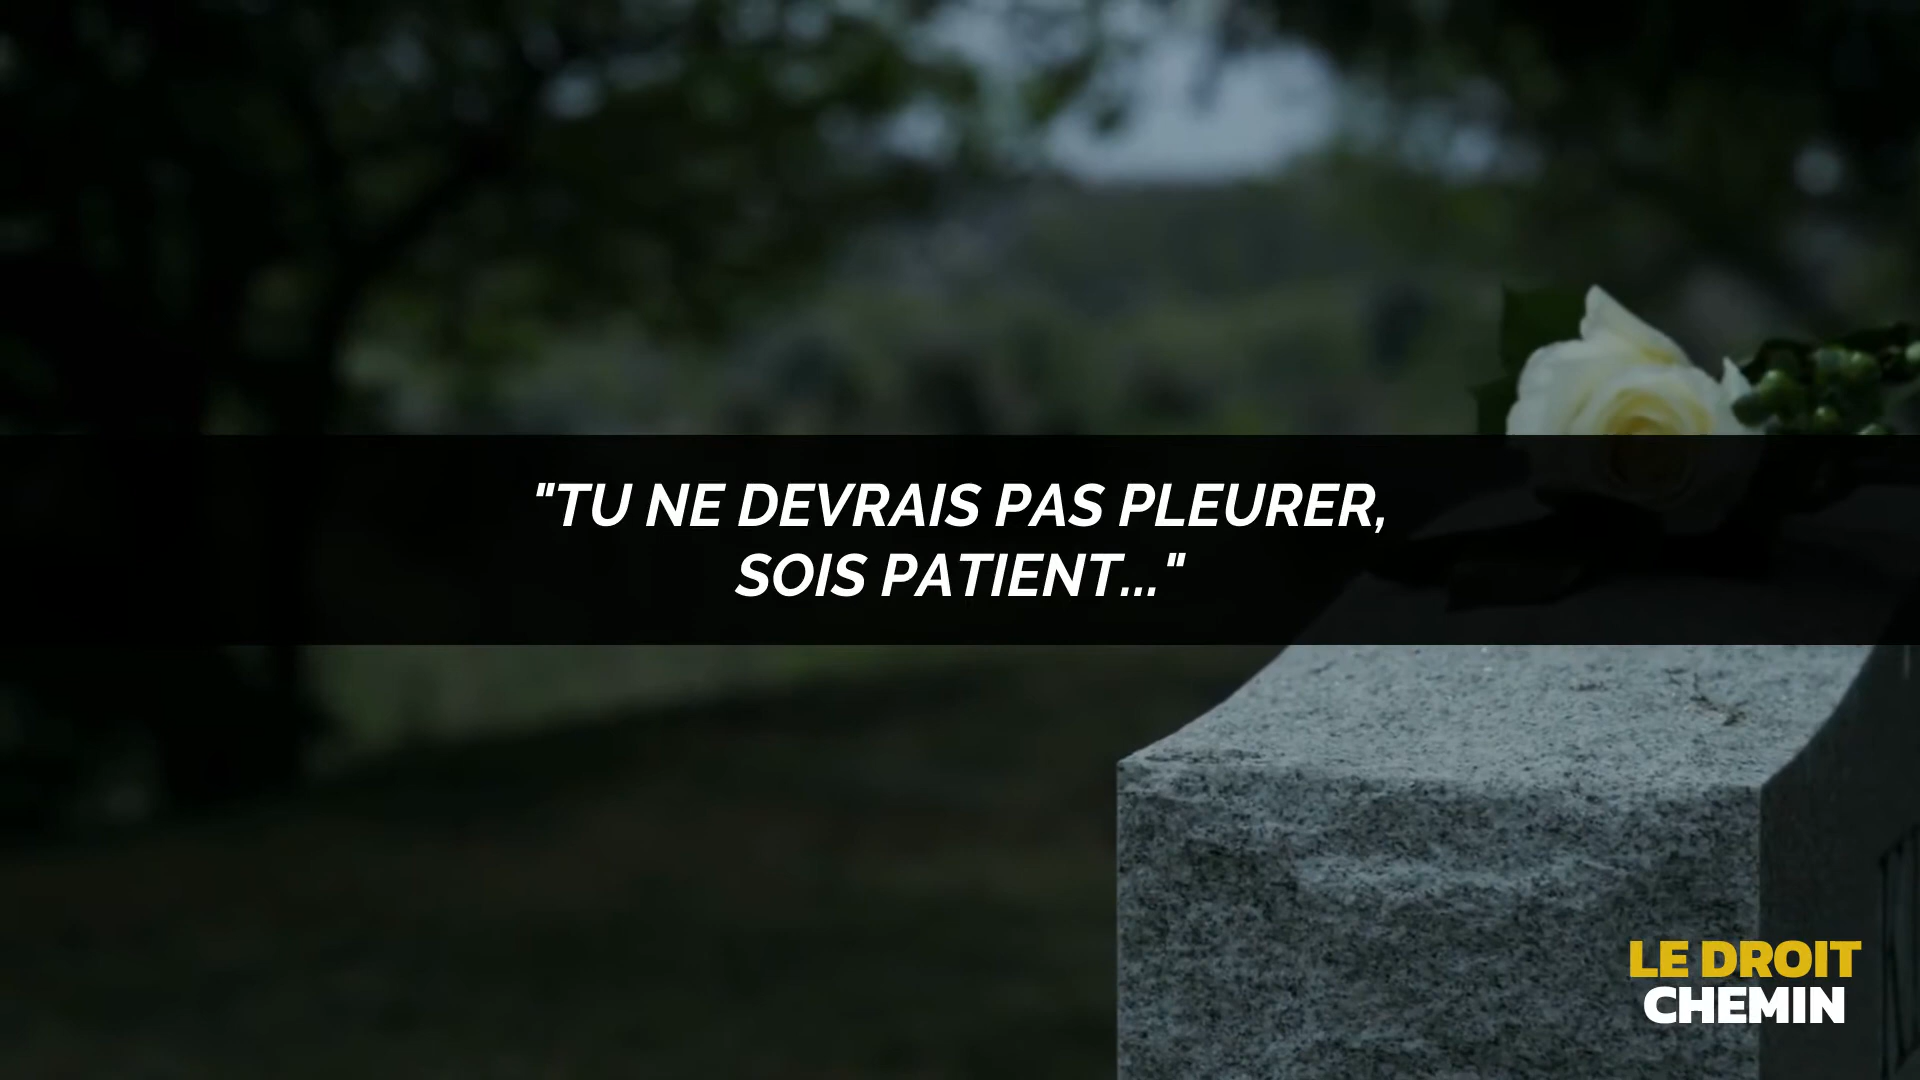 "TU NE DEVRAIS PAS PLEURER,
SOIS PATIENT..."
LE DROIT
CHEMIN